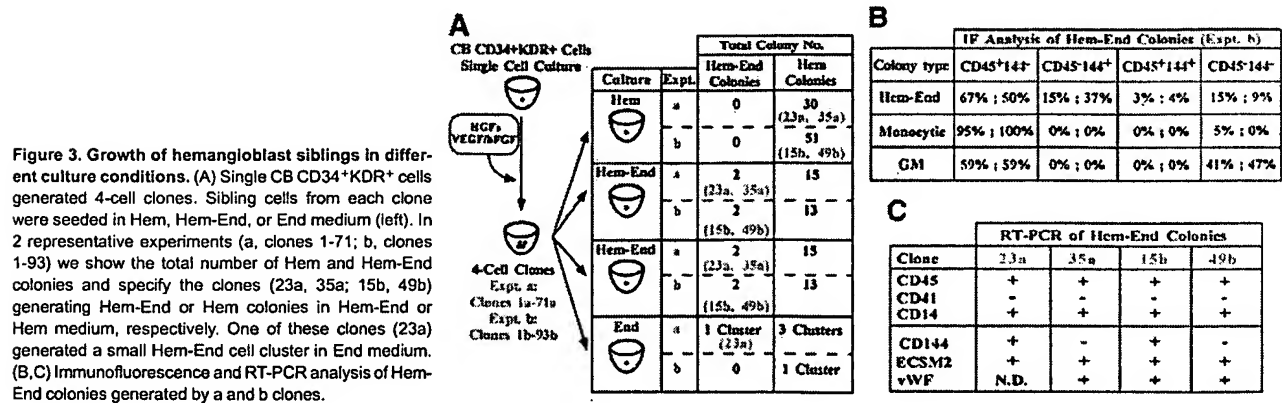 Figure 3. Growth of hemangloblast siblings in differ-
ent culture conditions. (A) Single CB CD34+KDR+ cells
generated 4-cell clones. Sibling cells from each clone
were seeded in Hem, Hem-End, or End medium (left). In
2 representative experiments (a, clones 1-71; b, clones
1-93) we show the total number of Hem and Hem-End
colonies and specify the clones (23a, 35a; 15b, 49b)
generating Hem-End or Hem colonies in Hem-End or
Hem medium, respectively. One of these clones (23a)
generated a small Hem-End cell cluster in End medium.
(B,C) Immunofluorescence and RT-PCR analysis of Hem-
End colonies generated by a and b clones.
A
CB CD34+KDR+ Cells
Single Cell Culture
HGFs
VEGF/bFGF
4-Cell Clones
Expt. a:
Clones 1a-71a
Expt. b:
Clones 1b-93b
Total Colony No.
Culture Expt. Hem-End Colonies Hem Colonies
Hem a 0 30
(23a, 35a)
b 0 51
(15b, 49b)
Hem-End a 2 15
(23a, 35a)
b 2 13
(15b, 49b)
Hem-End a 2 15
(23a, 35a)
b 2 13
(15b, 49b)
End a 1 Cluster 3 Clusters
(23a)
b 0 1 Cluster
B
IF Analysis of Hem-End Colonies (Expt. b)
Colony type CD45+144- CD45-144+ CD45+144+ CD45-144-
Hem-End 67% ; 50% 15% ; 37% 3% ; 4% 15% ; 9%
Monocytic 95% ; 100% 0% ; 0% 0% ; 0% 5% ; 0%
GM 59% ; 59% 0% ; 0% 0% ; 0% 41% ; 47%
C
RT-PCR of Hem-End Colonies
Clone 23a 35a 15b 49b
CD45 + + + +
CD41 - - - -
CD14 + + + +
CD144 + - + -
ECSM2 + + + +
vWF N.D. + + +